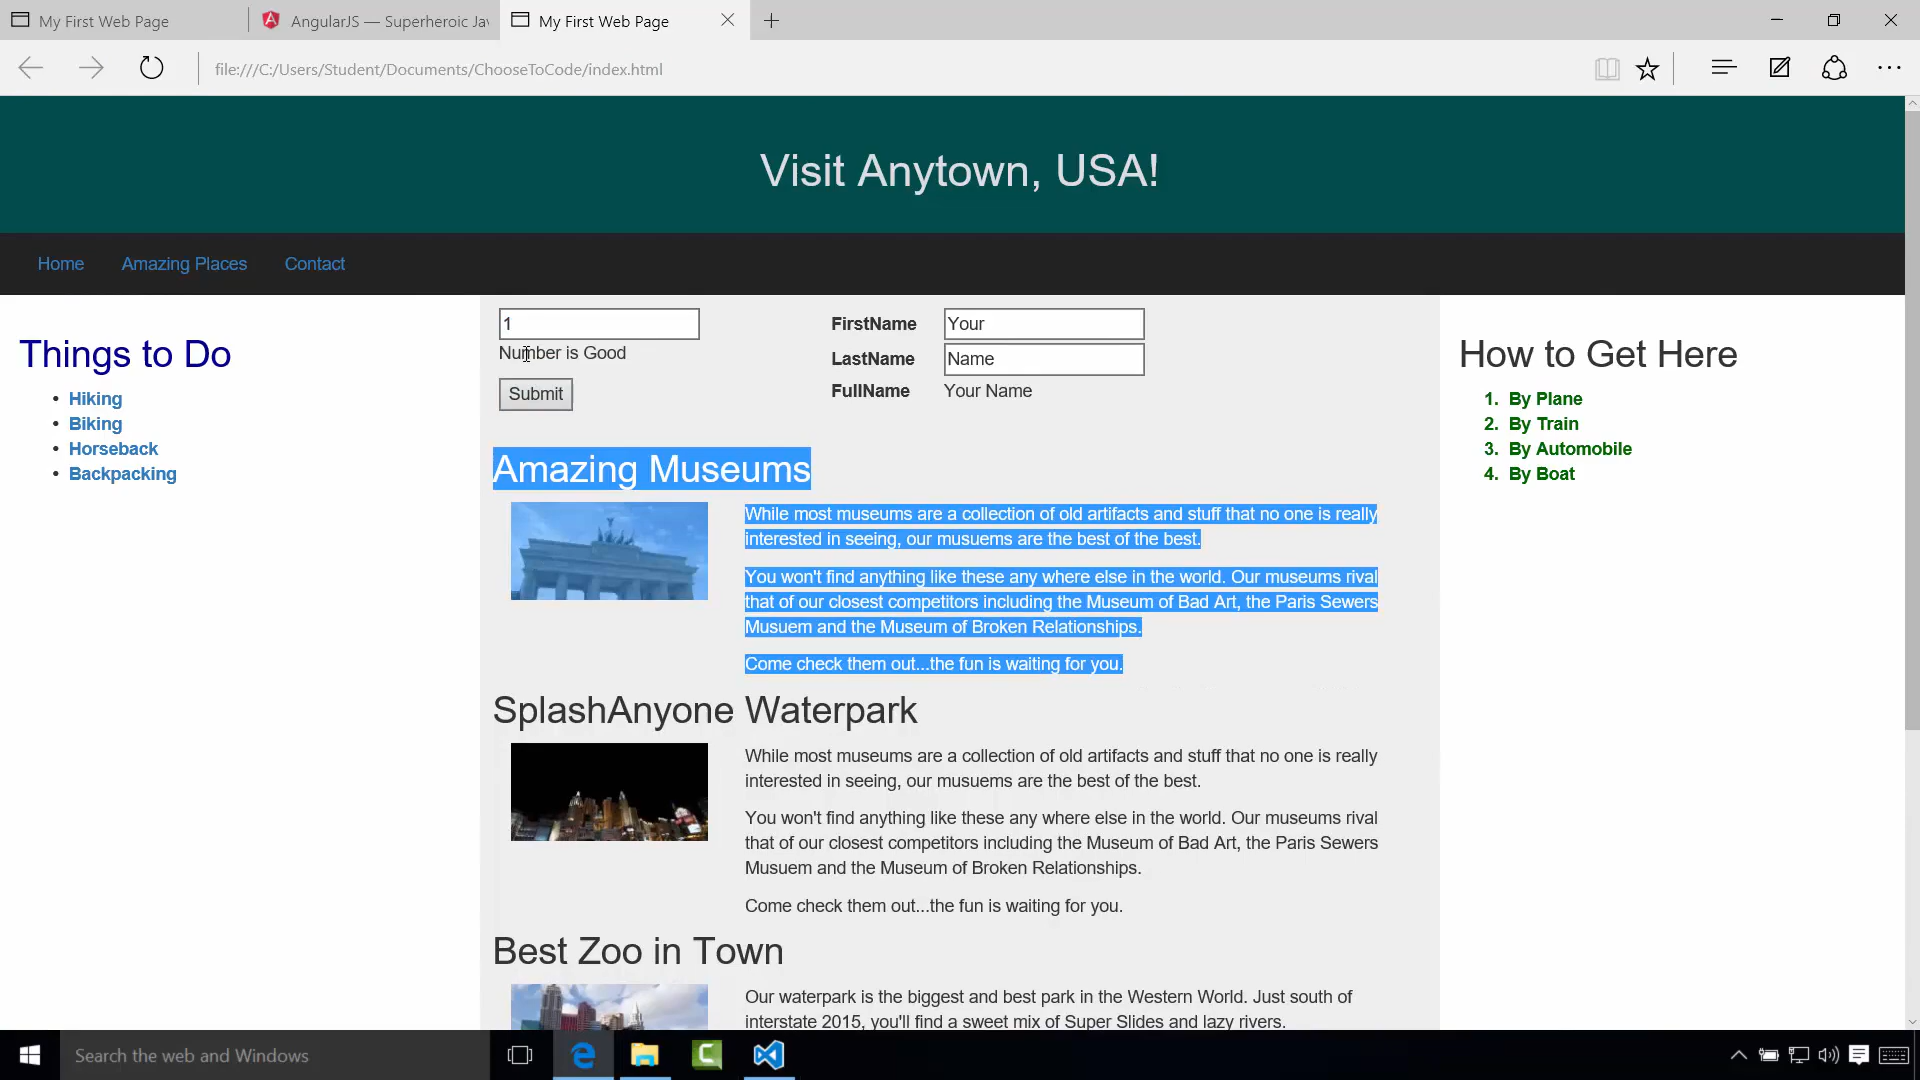 My First Web Page
AngularJS — Superheroic Jav
My First Web Page
file:///C:/Users/Student/Documents/ChooseToCode/index.html
Visit Anytown, USA!
Home
Amazing Places
Contact
Things to Do
• Hiking
• Biking
• Horseback
• Backpacking
1
Number is Good
Submit
FirstName
Your
LastName
Name
FullName
Your Name
Amazing Museums
While most museums are a collection of old artifacts and stuff that no one is really
interested in seeing, our musuems are the best of the best.
You won't find anything like these any where else in the world. Our museums rival
that of our closest competitors including the Museum of Bad Art, the Paris Sewers
Musuem and the Museum of Broken Relationships.
Come check them out...the fun is waiting for you.
SplashAnyone Waterpark
While most museums are a collection of old artifacts and stuff that no one is really
interested in seeing, our musuems are the best of the best.
You won't find anything like these any where else in the world. Our museums rival
that of our closest competitors including the Museum of Bad Art, the Paris Sewers
Musuem and the Museum of Broken Relationships.
Come check them out...the fun is waiting for you.
Best Zoo in Town
Our waterpark is the biggest and best park in the Western World. Just south of
interstate 2015, you'll find a sweet mix of Super Slides and lazy rivers.
How to Get Here
1. By Plane
2. By Train
3. By Automobile
4. By Boat
Search the web and Windows